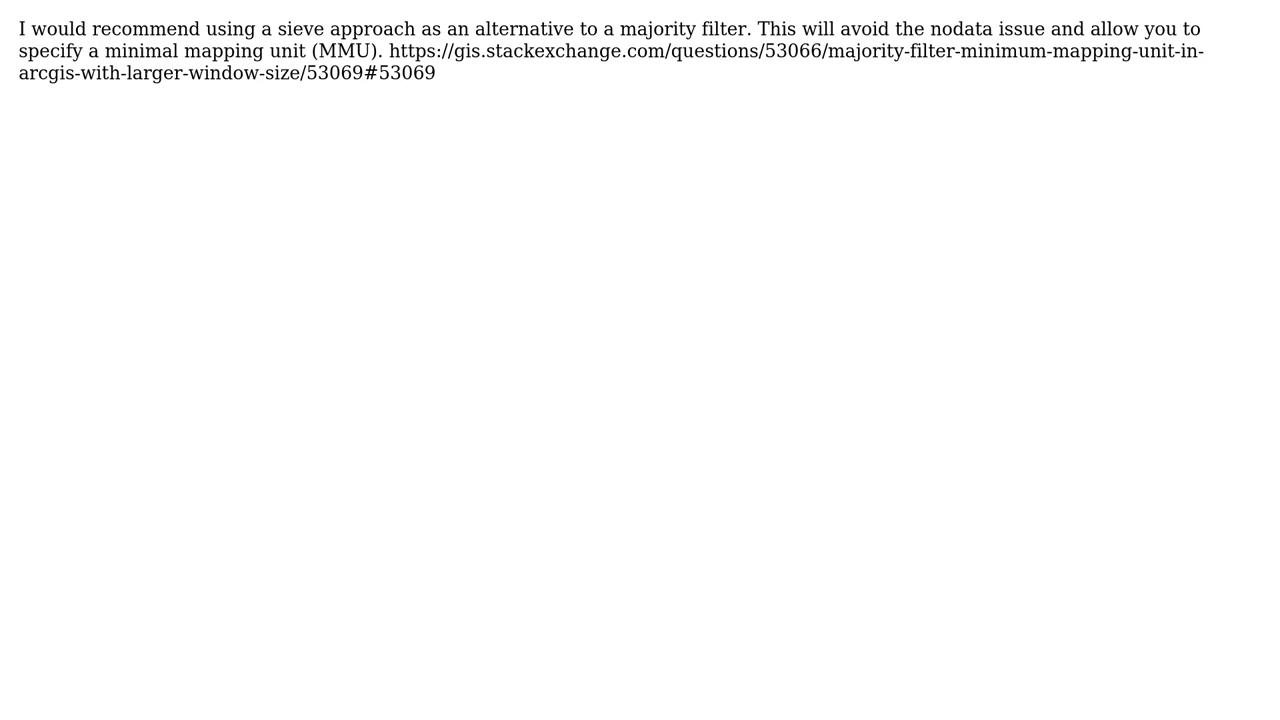 I would recommend using a sieve approach as an alternative to a majority filter. This will avoid the nodata issue and allow you to
specify a minimal mapping unit (MMU). https://gis.stackexchange.com/questions/53066/majority-filter-minimum-mapping-unit-in-
arcgis-with-larger-window-size/53069#53069